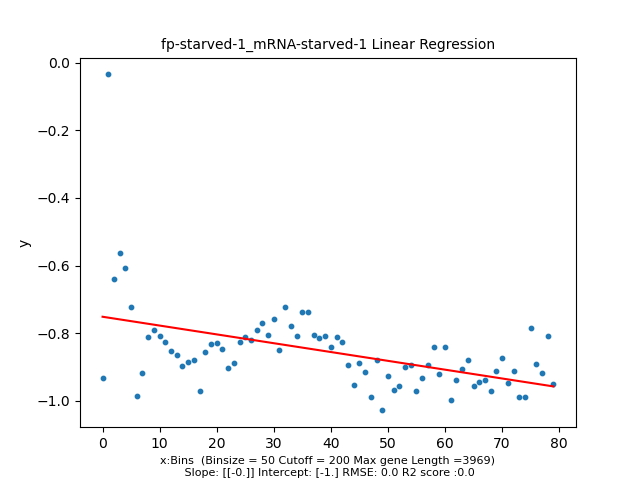 fp-starved-1_mRNA-starved-1 Linear Regression
0.0
−0.2
−0.4
−0.6
−0.8
−1.0
y
0 10 20 30 40 50 60 70 80
x:Bins  (Binsize = 50 Cutoff = 200 Max gene Length =3969)
Slope: [[-0.]] Intercept: [-1.] RMSE: 0.0 R2 score :0.0